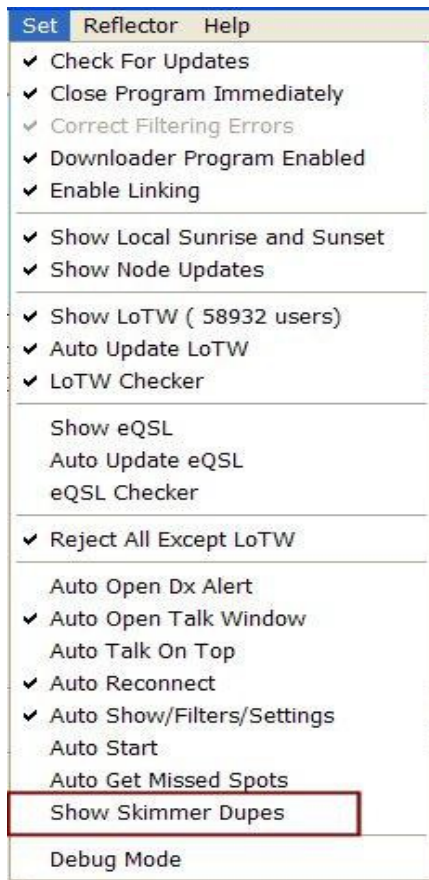 Set Reflector Help
✔ Check For Updates
✔ Close Program Immediately
✔ Correct Filtering Errors
✔ Downloader Program Enabled
✔ Enable Linking
✔ Show Local Sunrise and Sunset
✔ Show Node Updates
✔ Show LoTW ( 58932 users)
✔ Auto Update LoTW
✔ LoTW Checker
Show eQSL
Auto Update eQSL
eQSL Checker
✔ Reject All Except LoTW
Auto Open Dx Alert
✔ Auto Open Talk Window
Auto Talk On Top
✔ Auto Reconnect
✔ Auto Show/Filters/Settings
Auto Start
Auto Get Missed Spots
Show Skimmer Dupes
Debug Mode